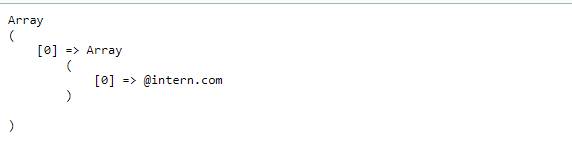 Array
(
    [0] => Array
        (
            [0] => @intern.com
        )

)